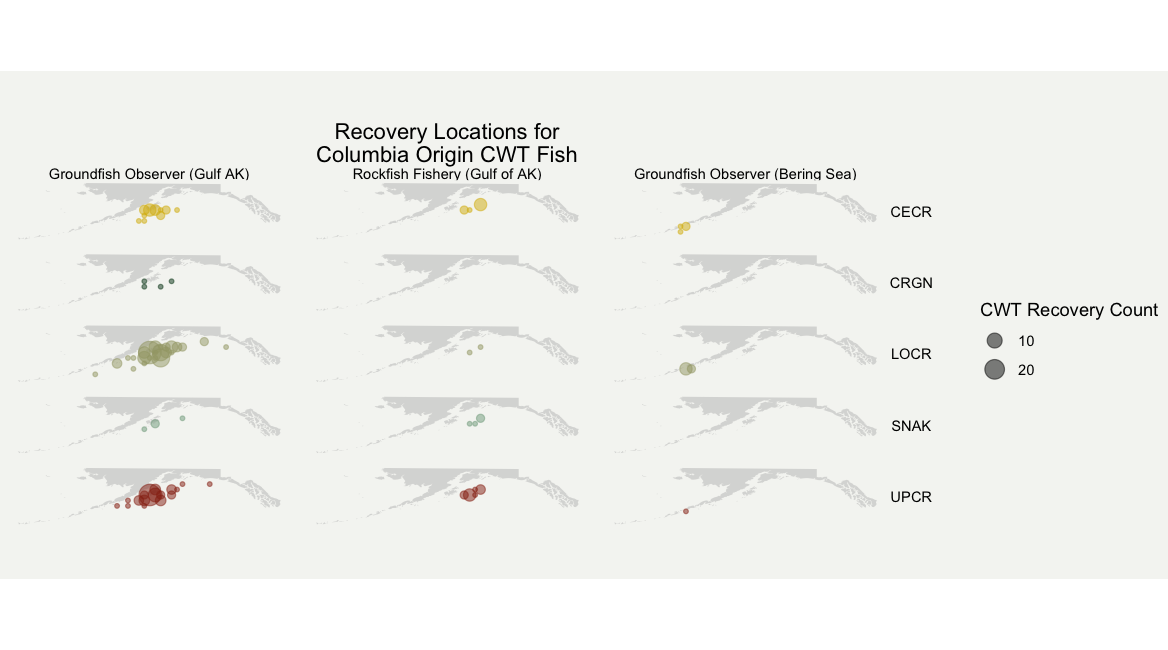 Recovery Locations for
Columbia Origin CWT Fish
Groundfish Observer (Gulf AK)
Rockfish Fishery (Gulf of AK)
Groundfish Observer (Bering Sea)
CECR
CRGN
LOCR
SNAK
UPCR
CWT Recovery Count
10
20